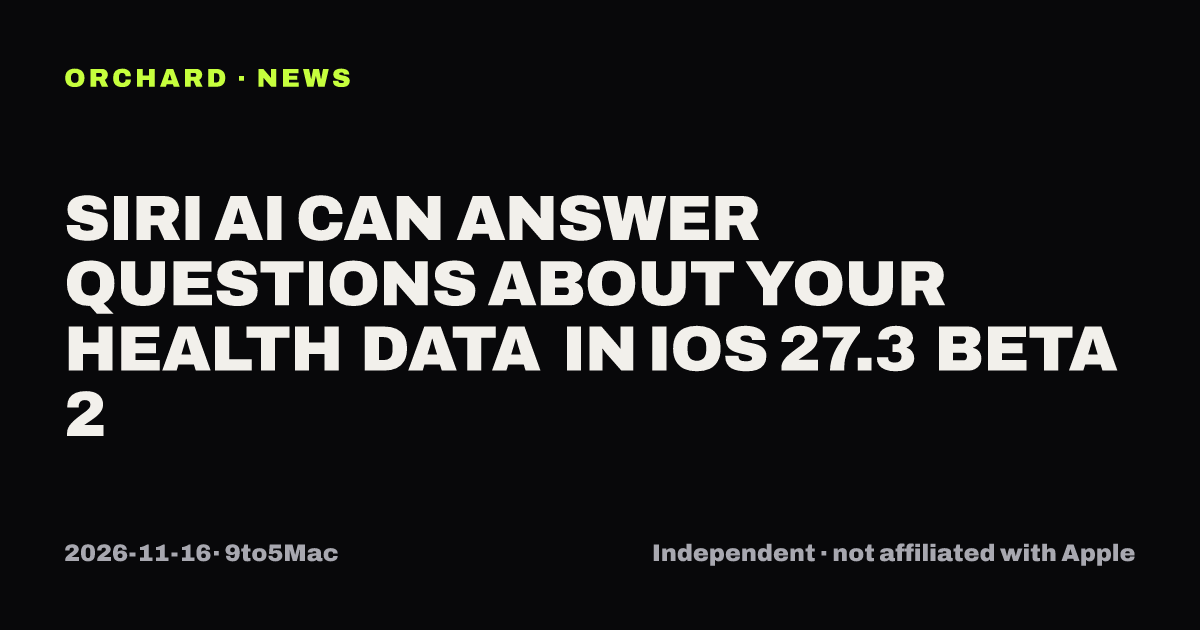 ORCHARD · NEWS
SIRI AI CAN ANSWER
QUESTIONS ABOUT YOUR
HEALTH DATA IN IOS 27.3 BETA
2
2026-11-16· 9to5Mac
Independent · not affiliated with Apple